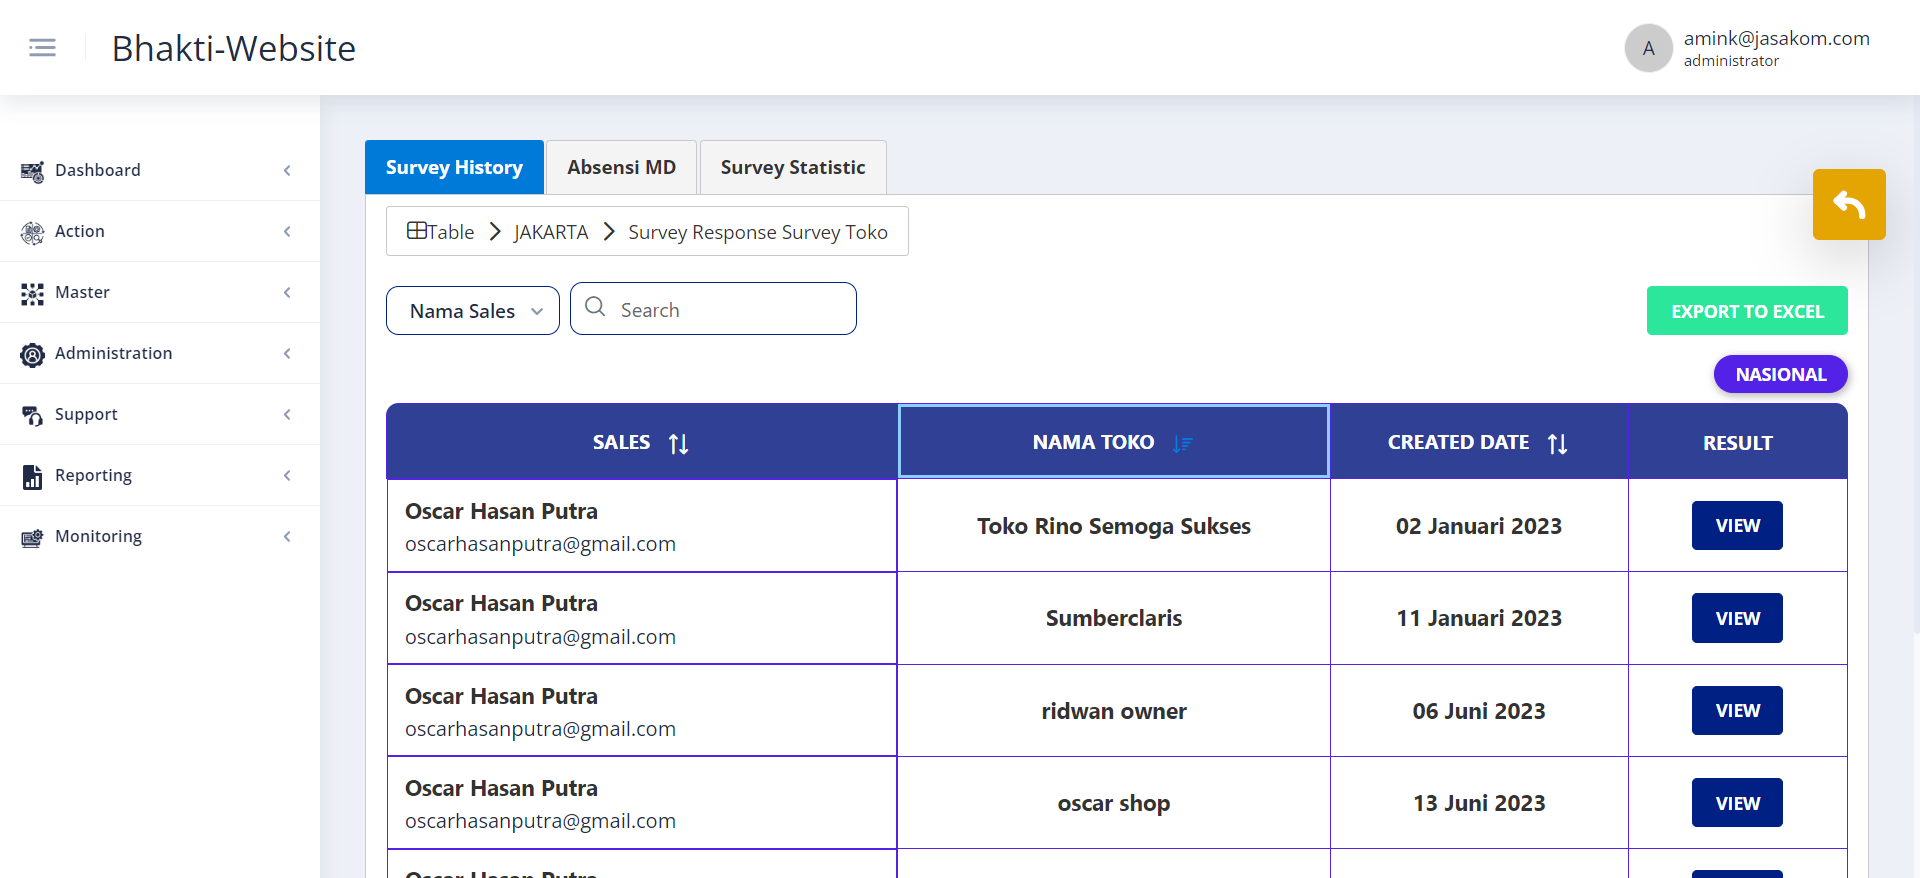 Bhakti-Website
A
amink@jasakom.com
administrator
Dashboard
Action
Master
Administration
Support
Reporting
Monitoring
Survey History
Absensi MD
Survey Statistic
Table
JAKARTA
Survey Response Survey Toko
Nama Sales
Search
EXPORT TO EXCEL
NASIONAL
SALES
NAMA TOKO
CREATED DATE
RESULT
Oscar Hasan Putra
oscarhasanputra@gmail.com
Toko Rino Semoga Sukses
02 Januari 2023
VIEW
Oscar Hasan Putra
oscarhasanputra@gmail.com
Sumberclaris
11 Januari 2023
VIEW
Oscar Hasan Putra
oscarhasanputra@gmail.com
ridwan owner
06 Juni 2023
VIEW
Oscar Hasan Putra
oscarhasanputra@gmail.com
oscar shop
13 Juni 2023
VIEW
Oscar Hasan Putra